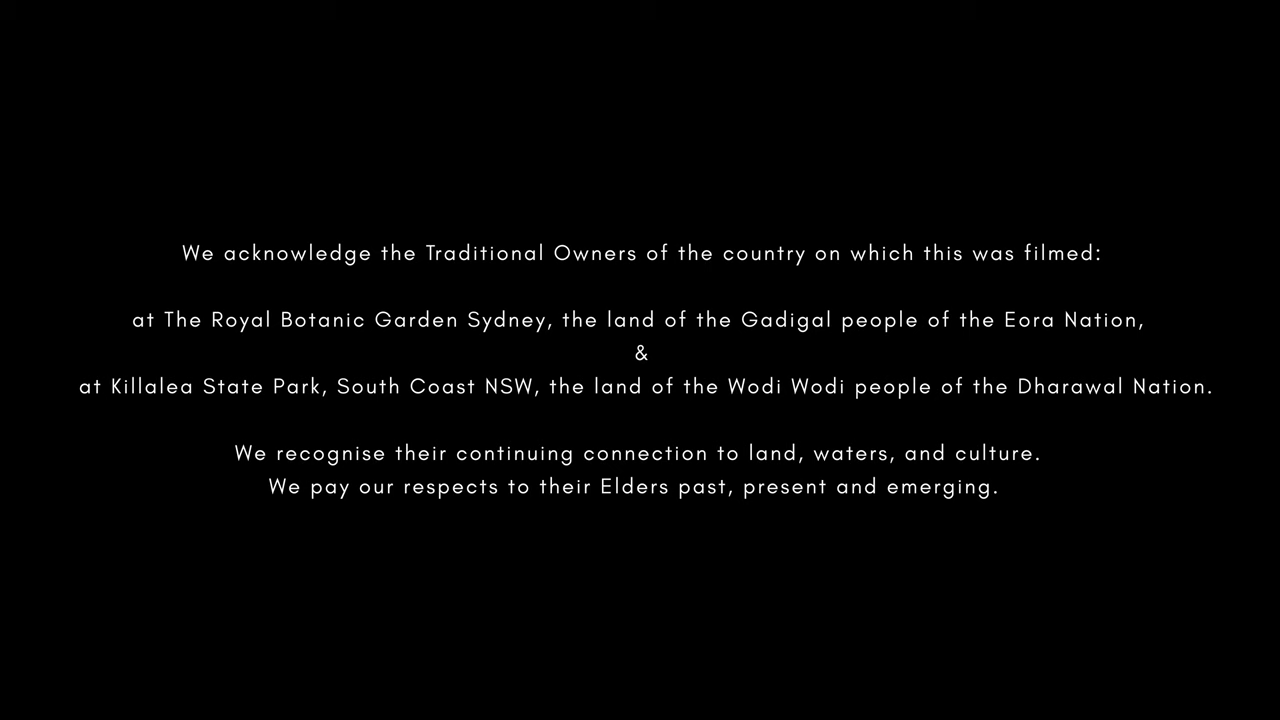 We acknowledge the Traditional Owners of the country on which this was filmed:
at The Royal Botanic Garden Sydney, the land of the Gadigal people of the Eora Nation,
&
at Killalea State Park, South Coast NSW, the land of the Wodi Wodi people of the Dharawal Nation.
We recognise their continuing connection to land, waters, and culture.
We pay our respects to their Elders past, present and emerging.